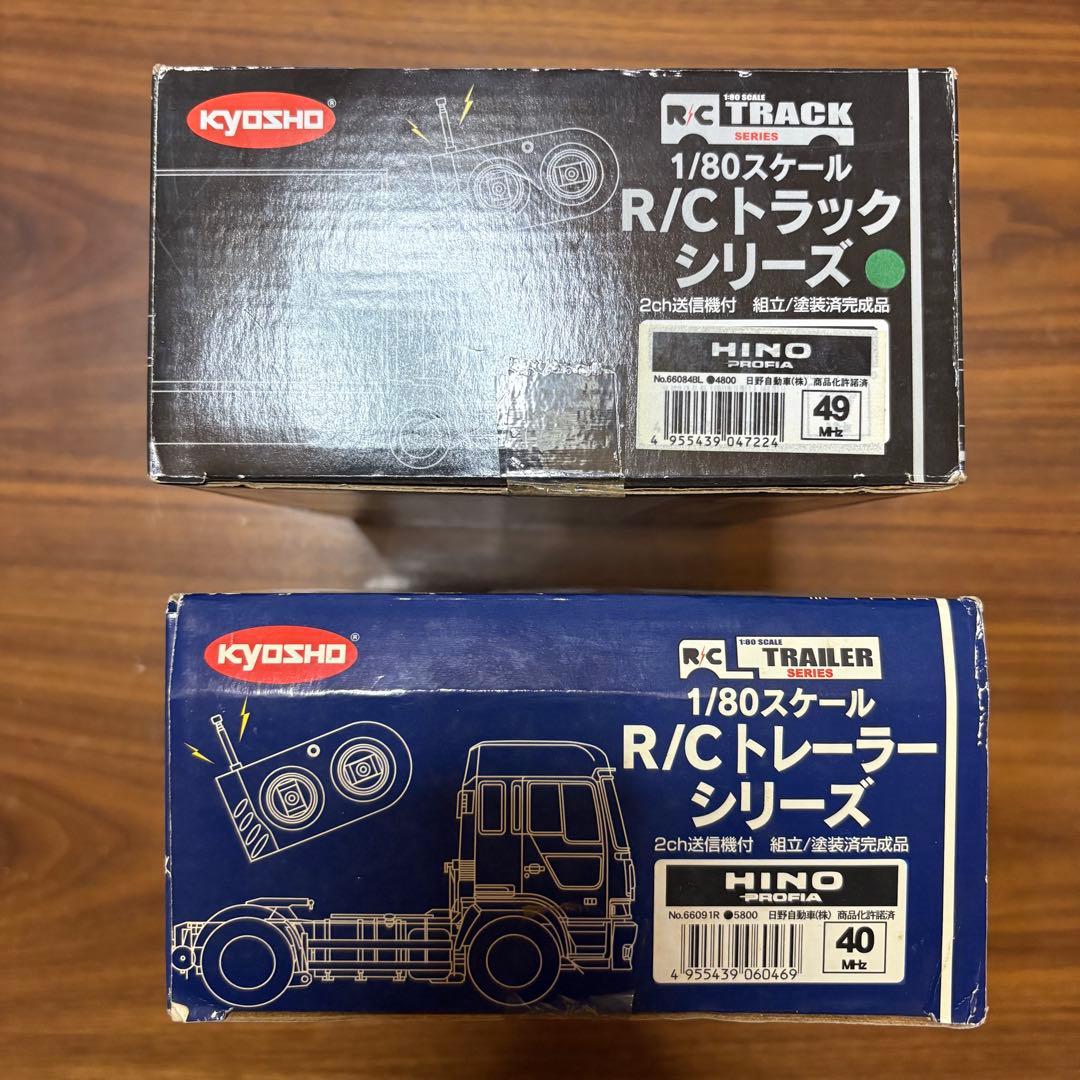 KYOSHO®
1:80 SCALE
R/C TRACK
SERIES
1/80スケール
R/Cトラック
シリーズ
2ch送信機付 組立/塗装済完成品
HINO
PROFIA
No.66084BL ●4800 日野自動車(株) 商品化許諾済
49
MHz
4 955439 047224
KYOSHO®
1:80 SCALE
R/C TRAILER
SERIES
1/80スケール
R/Cトレーラー
シリーズ
2ch送信機付 組立/塗装済完成品
HINO
PROFIA
No.66091R ●5800 日野自動車(株) 商品化許諾済
40
MHz
4 955439 060469